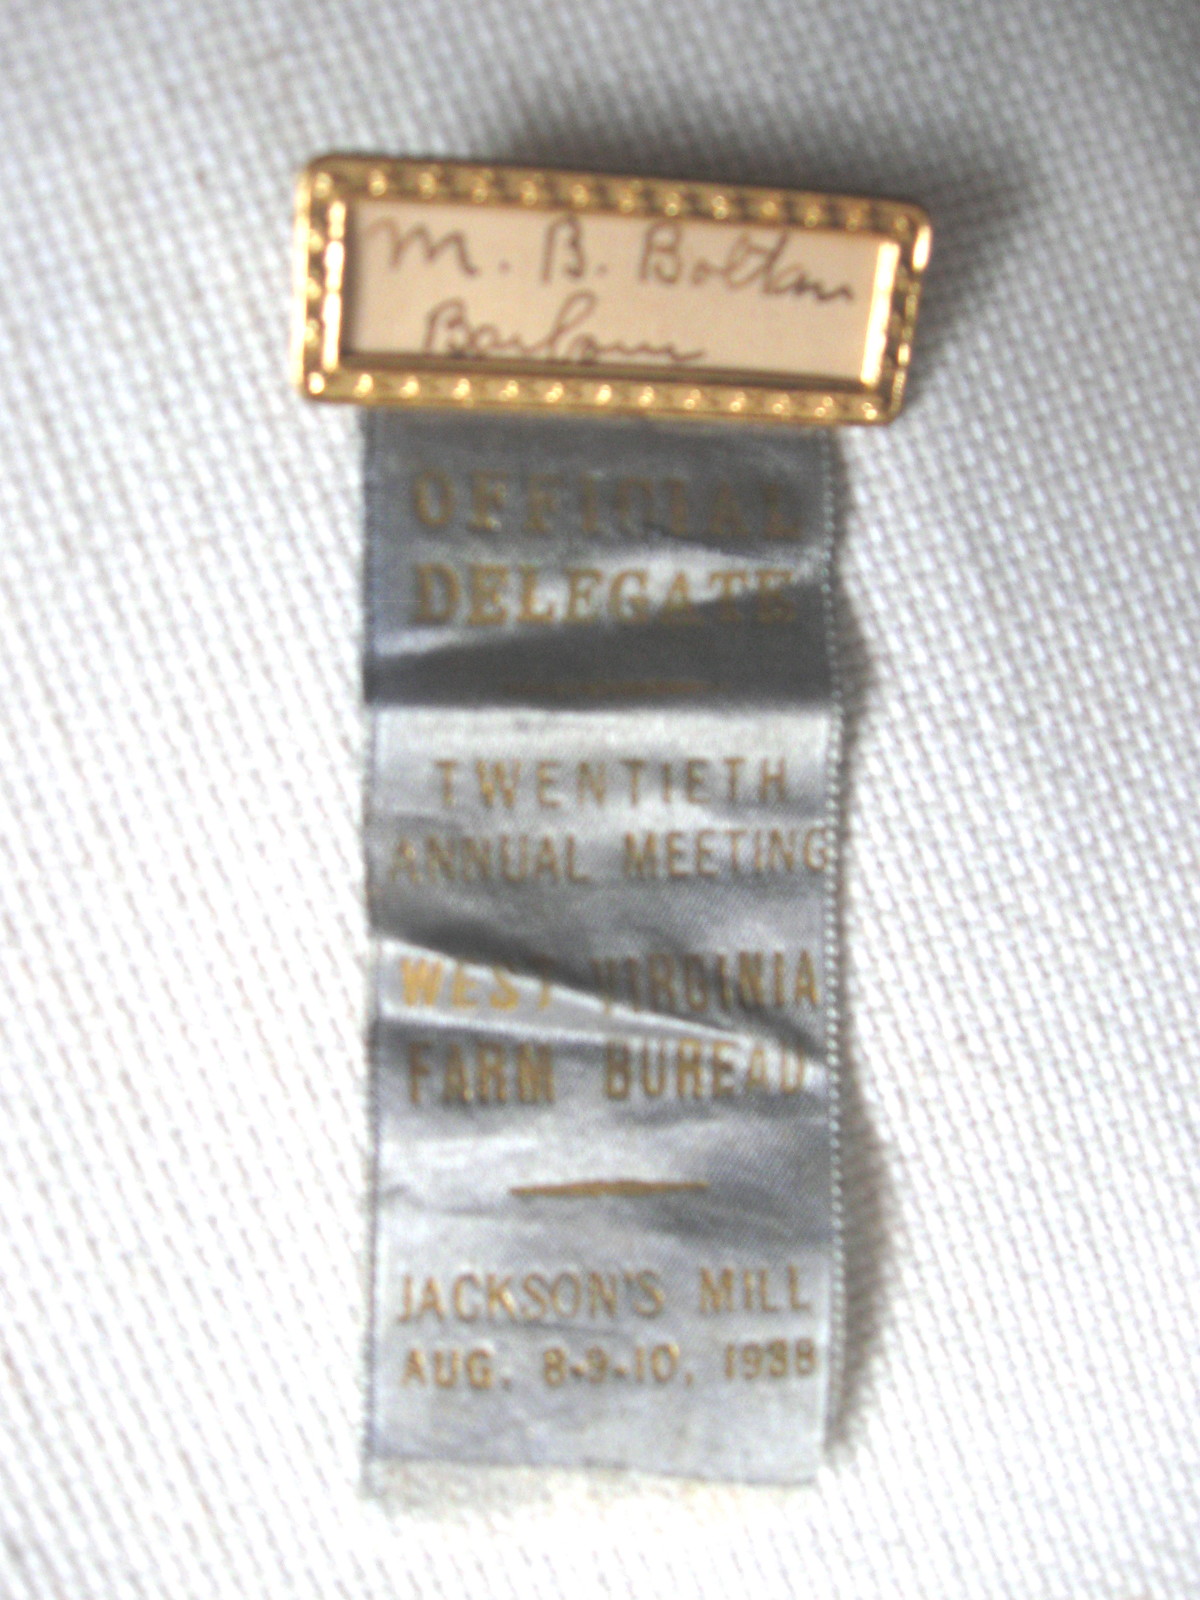 M. B. Bolton
Barbour
OFFICIAL
DELEGATE
TWENTIETH
ANNUAL MEETING
WEST VIRGINIA
FARM BUREAU
JACKSON'S MILL
AUG. 8-9-10, 1938